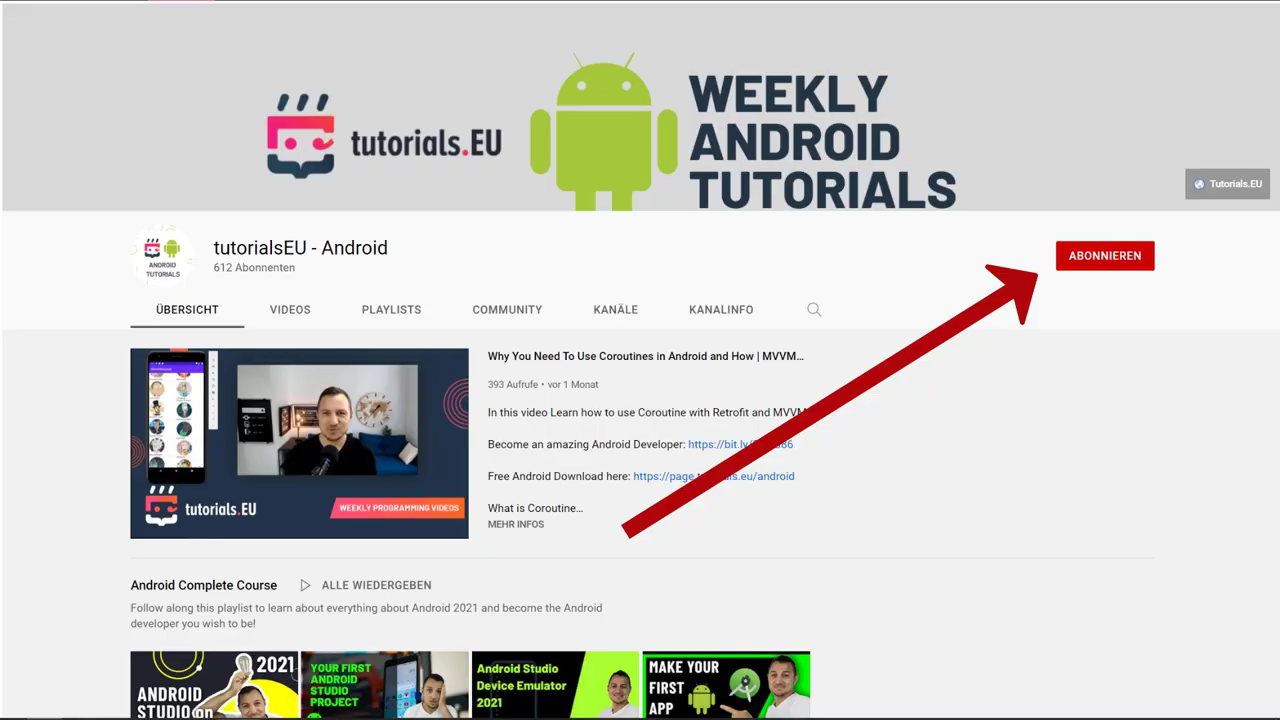 tutorials.EU
WEEKLY
ANDROID
TUTORIALS
Tutorials.EU
ANDROID
TUTORIALS
tutorialsEU - Android
612 Abonnenten
ABONNIEREN
ÜBERSICHT
VIDEOS
PLAYLISTS
COMMUNITY
KANÄLE
KANALINFO
Why You Need To Use Coroutines in Android and How | MVVM...
393 Aufrufe • vor 1 Monat
In this video Learn how to use Coroutine with Retrofit and MVVM
Become an amazing Android Developer:
Free Android Download here:
What is Coroutine...
MEHR INFOS
tutorials.EU
WEEKLY PROGRAMMING VIDEOS
Android Complete Course
ALLE WIEDERGEBEN
Follow along this playlist to learn about everything about Android 2021 and become the Android
developer you wish to be!
2021
ANDROID
STUDIO
YOUR FIRST
ANDROID
STUDIO
PROJECT
Android Studio
Device Emulator
2021
MAKE YOUR
FIRST
APP